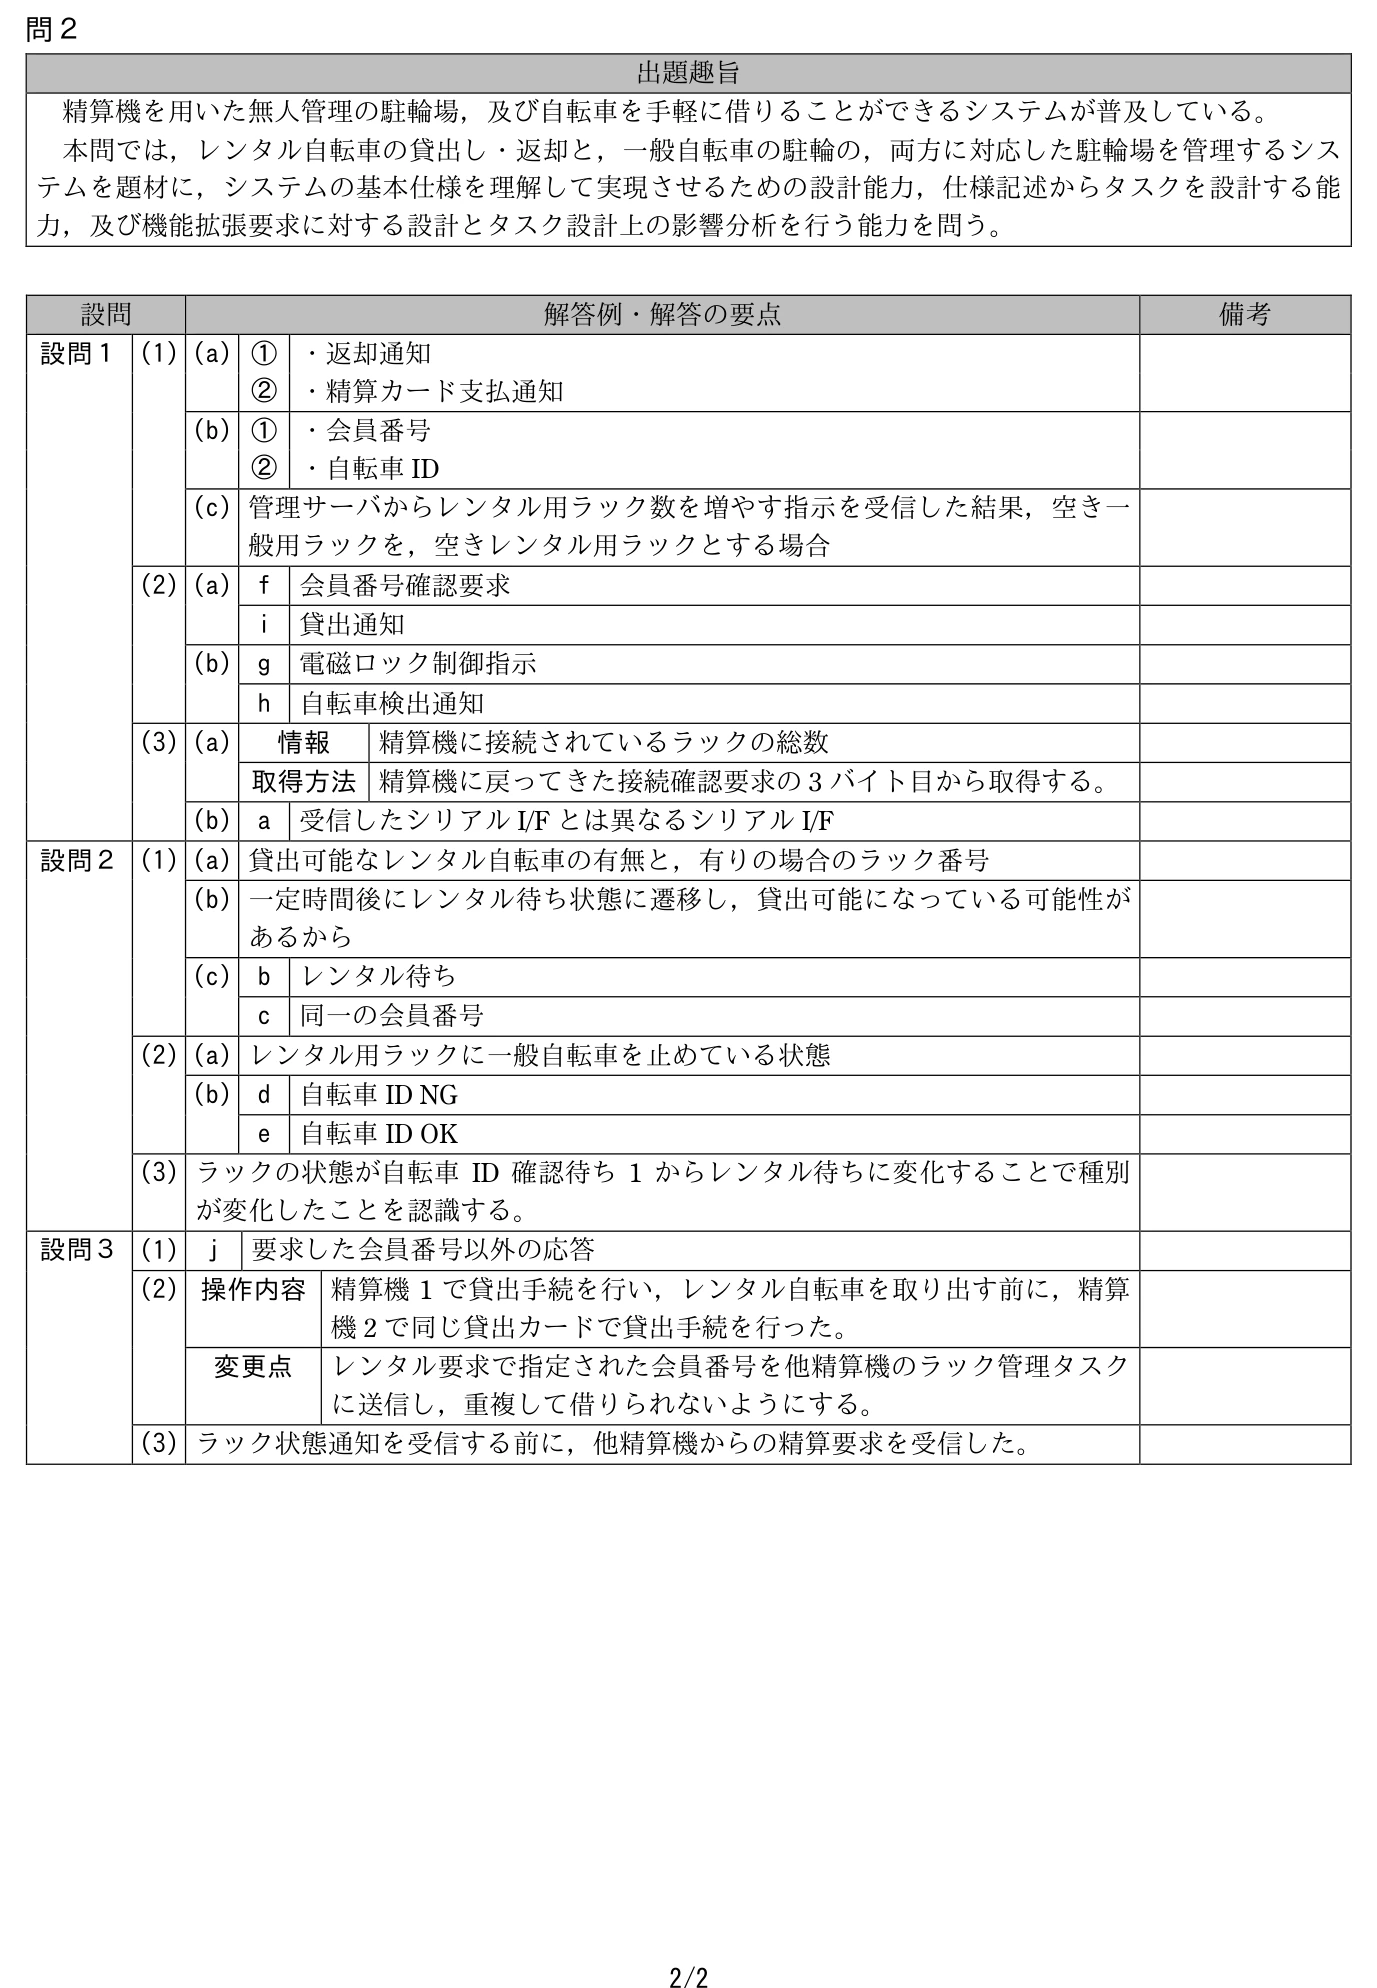 問２
出題趣旨
精算機を用いた無人管理の駐輪場，及び自転車を手軽に借りることができるシステムが普及している。
本問では，レンタル自転車の貸出し・返却と，一般自転車の駐輪の，両方に対応した駐輪場を管理するシス
テムを題材に，システムの基本仕様を理解して実現させるための設計能力，仕様記述からタスクを設計する能
力，及び機能拡張要求に対する設計とタスク設計上の影響分析を行う能力を問う。
設問 解答例・解答の要点 備考
設問１ (1) (a) ① ・返却通知
② ・精算カード支払通知
(b) ① ・会員番号
② ・自転車 ID
(c) 管理サーバからレンタル用ラック数を増やす指示を受信した結果，空き一
般用ラックを，空きレンタル用ラックとする場合
(2) (a) f 会員番号確認要求
i 貸出通知
(b) g 電磁ロック制御指示
h 自転車検出通知
(3) (a) 情報 精算機に接続されているラックの総数
取得方法 精算機に戻ってきた接続確認要求の 3 バイト目から取得する。
(b) a 受信したシリアル I/F とは異なるシリアル I/F
設問２ (1) (a) 貸出可能なレンタル自転車の有無と，有りの場合のラック番号
(b) 一定時間後にレンタル待ち状態に遷移し，貸出可能になっている可能性が
あるから
(c) b レンタル待ち
c 同一の会員番号
(2) (a) レンタル用ラックに一般自転車を止めている状態
(b) d 自転車 ID NG
e 自転車 ID OK
(3) ラックの状態が自転車 ID 確認待ち 1 からレンタル待ちに変化することで種別
が変化したことを認識する。
設問３ (1) j 要求した会員番号以外の応答
(2) 操作内容 精算機 1 で貸出手続を行い，レンタル自転車を取り出す前に，精算
機 2 で同じ貸出カードで貸出手続を行った。
変更点 レンタル要求で指定された会員番号を他精算機のラック管理タスク
に送信し，重複して借りられないようにする。
(3) ラック状態通知を受信する前に，他精算機からの精算要求を受信した。
2/2